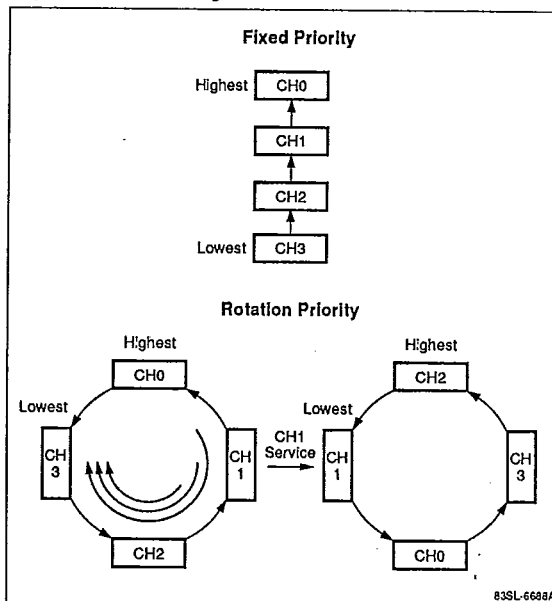 Fixed Priority
Highest
CH0
CH1
CH2
Lowest
CH3
Rotation Priority
Highest
CH0
Lowest
CH
3
CH
1
CH2
CH1
Service
Highest
CH2
Lowest
CH
1
CH
3
CH0
83SL-6688A